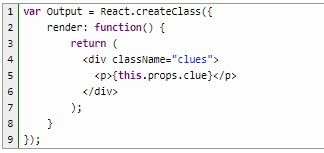 1 var Output = React.createClass({
2     render: function() {
3         return (
4           <div className="clues">
5             <p>{this.props.clue}</p>
6           </div>
7         );
8     }
9 });